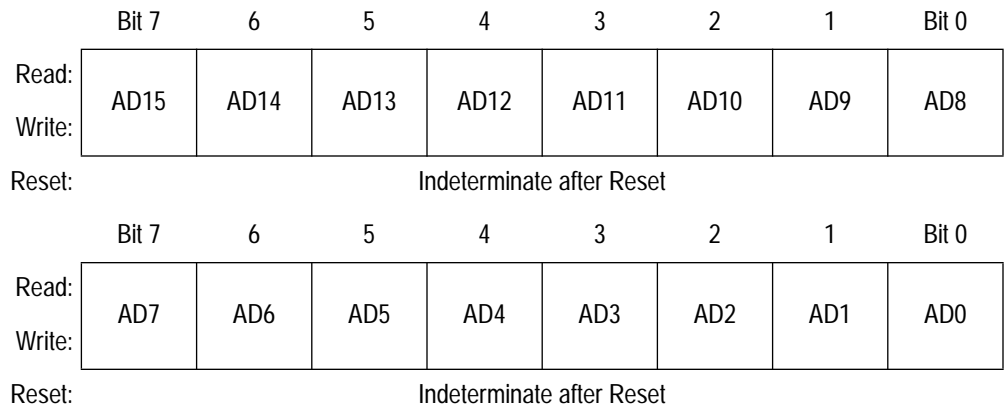 Bit 7 6 5 4 3 2 1 Bit 0
Read:
AD15 AD14 AD13 AD12 AD11 AD10 AD9 AD8
Write:
Reset: Indeterminate after Reset
Bit 7 6 5 4 3 2 1 Bit 0
Read:
AD7 AD6 AD5 AD4 AD3 AD2 AD1 AD0
Write:
Reset: Indeterminate after Reset